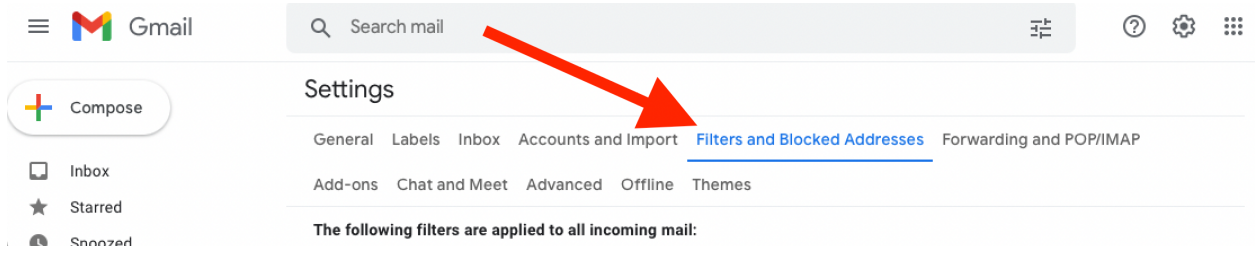 Gmail
Search mail
Compose
Inbox
Starred
Snoozed
Settings
General Labels Inbox Accounts and Import Filters and Blocked Addresses Forwarding and POP/IMAP
Add-ons Chat and Meet Advanced Offline Themes
The following filters are applied to all incoming mail: